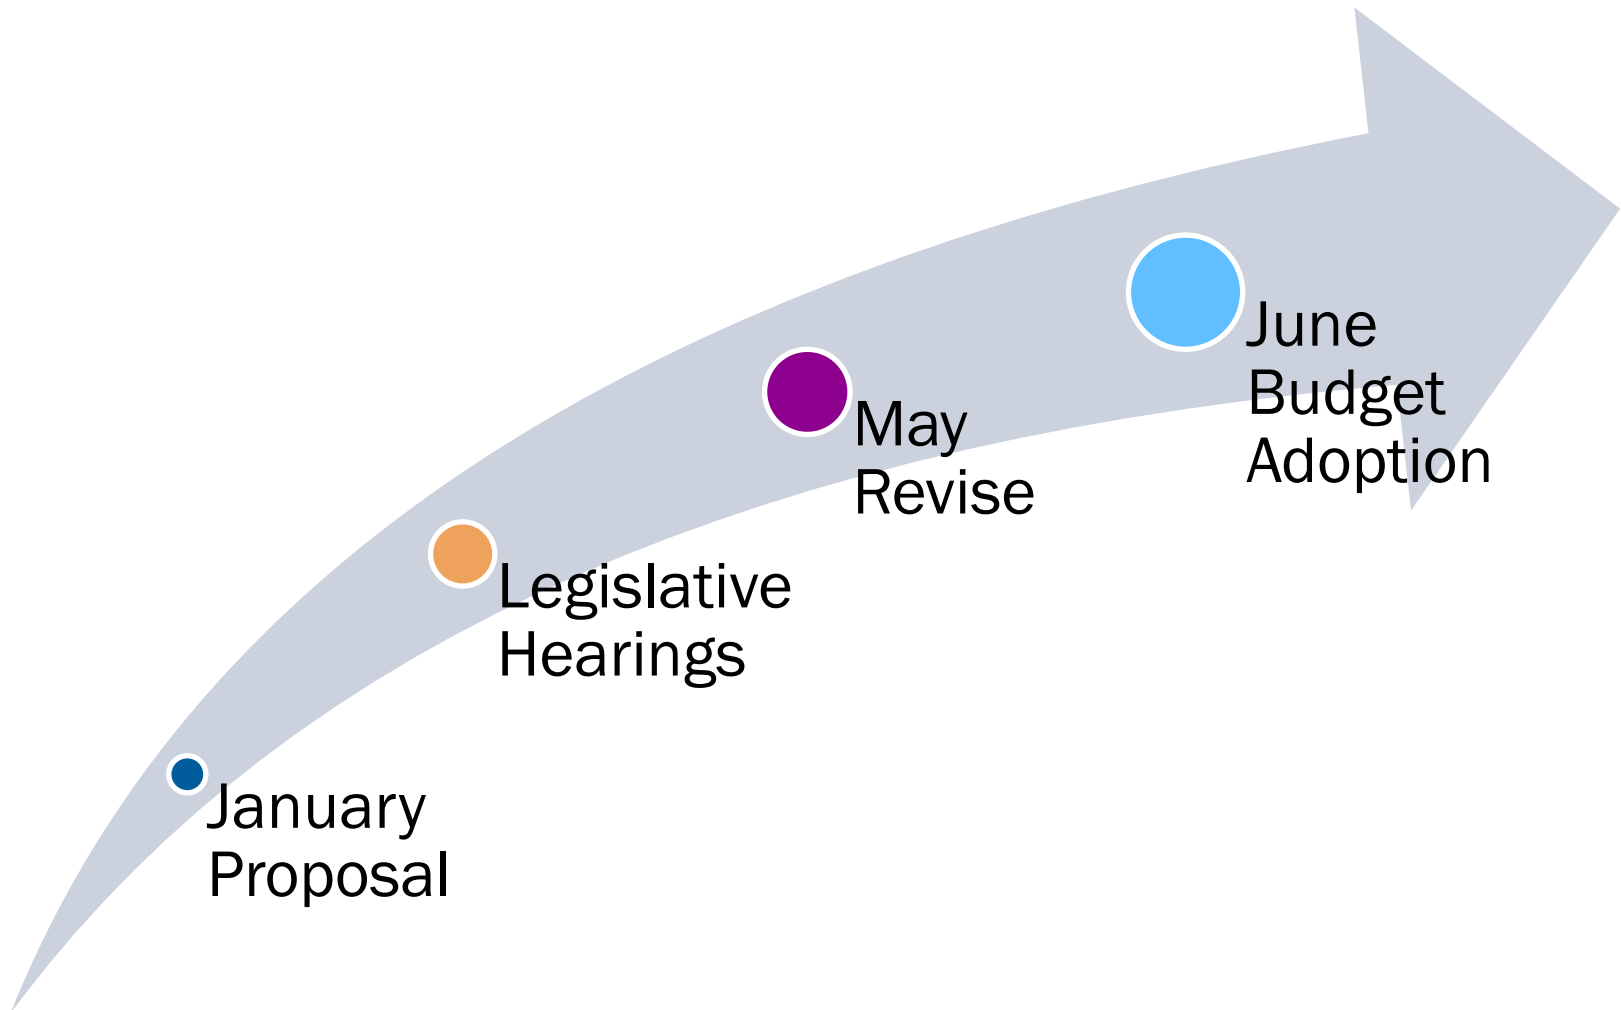 January
Proposal
Legislative
Hearings
May
Revise
June
Budget
Adoption